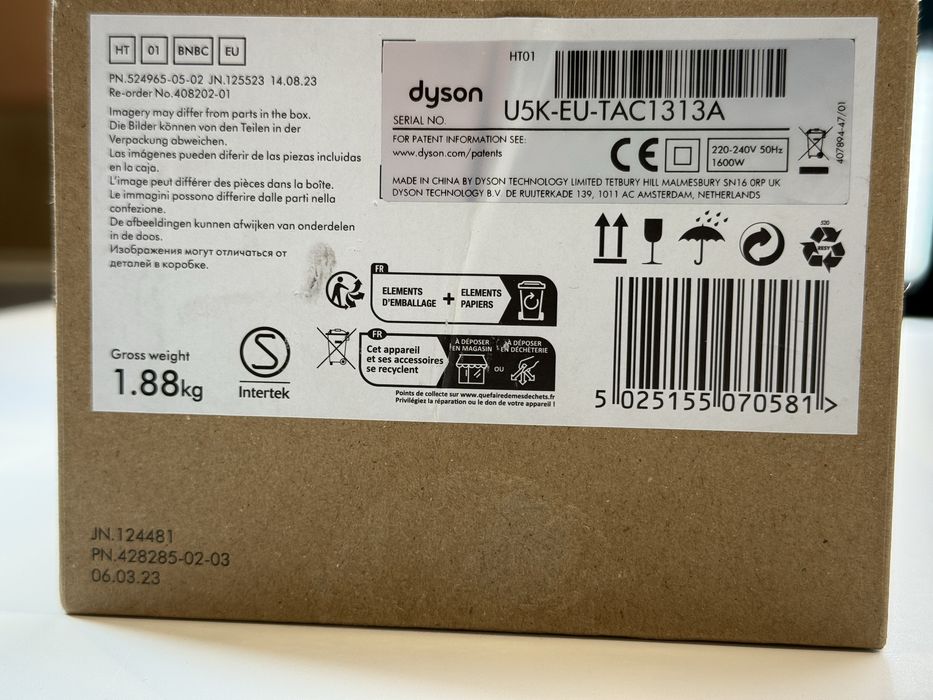 HT 01 BNBC EU
PN.524965-05-02 JN.125523 14.08.23
Re-order No.408202-01
Imagery may differ from parts in the box.
Die Bilder können von den Teilen in der
Verpackung abweichen.
Las imágenes pueden diferir de las piezas incluidas
en la caja.
L'image peut différer des pièces dans la boîte.
Le immagini possono differire dalle parti nella
confezione.
De afbeeldingen kunnen afwijken van onderdelen
in de doos.
Изображения могут отличаться от
деталей в коробке.
Gross weight
1.88kg
S
Intertek
HT01
dyson
SERIAL NO.
U5K-EU-TAC1313A
FOR PATENT INFORMATION SEE:
www.dyson.com/patents
CE
220-240V 50Hz
1600W
407894-47/01
MADE IN CHINA BY DYSON TECHNOLOGY LIMITED TETBURY HILL MALMESBURY SN16 0RP UK
DYSON TECHNOLOGY B.V. DE RUIJTERKADE 139, 1011 AC AMSTERDAM, NETHERLANDS
RESY
FR
ELEMENTS
D'EMBALLAGE
+
ELEMENTS
PAPIERS
FR
Cet appareil
et ses accessoires
se recyclent
À DÉPOSER
EN MAGASIN
OU
À DÉPOSER
EN DÉCHÈTERIE
Points de collecte sur www.quefairedemesdechets.fr
Privilégiez la réparation ou le don de votre appareil !
5 025155 070581 >
JN.124481
PN.428285-02-03
06.03.23